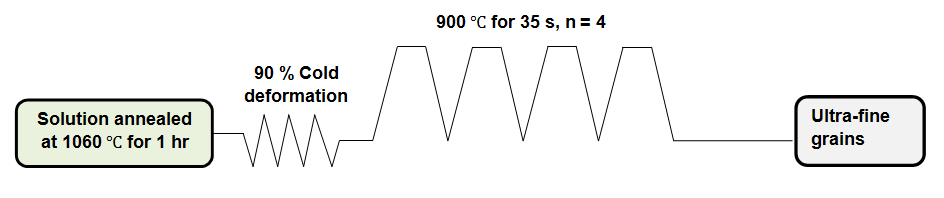 900 ℃ for 35 s, n = 4
90 % Cold
deformation
Solution annealed
at 1060 ℃ for 1 hr
Ultra-fine
grains